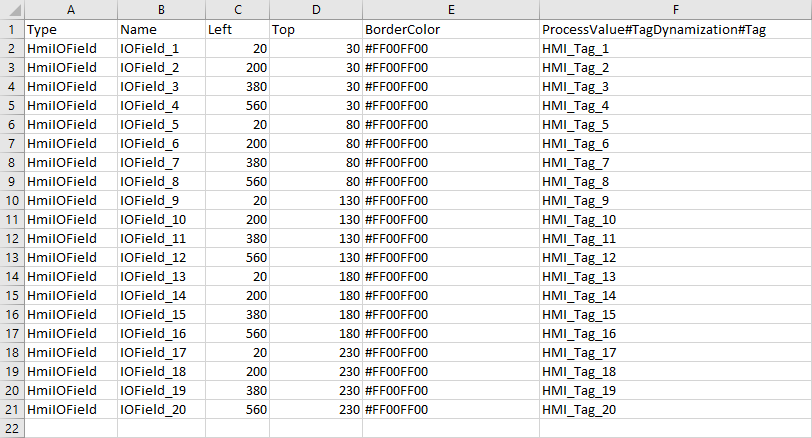 A B C D E F
1 Type Name Left Top BorderColor ProcessValue#TagDynamization#Tag
2 HmiIOField IOField_1 20 30 #FF00FF00 HMI_Tag_1
3 HmiIOField IOField_2 200 30 #FF00FF00 HMI_Tag_2
4 HmiIOField IOField_3 380 30 #FF00FF00 HMI_Tag_3
5 HmiIOField IOField_4 560 30 #FF00FF00 HMI_Tag_4
6 HmiIOField IOField_5 20 80 #FF00FF00 HMI_Tag_5
7 HmiIOField IOField_6 200 80 #FF00FF00 HMI_Tag_6
8 HmiIOField IOField_7 380 80 #FF00FF00 HMI_Tag_7
9 HmiIOField IOField_8 560 80 #FF00FF00 HMI_Tag_8
10 HmiIOField IOField_9 20 130 #FF00FF00 HMI_Tag_9
11 HmiIOField IOField_10 200 130 #FF00FF00 HMI_Tag_10
12 HmiIOField IOField_11 380 130 #FF00FF00 HMI_Tag_11
13 HmiIOField IOField_12 560 130 #FF00FF00 HMI_Tag_12
14 HmiIOField IOField_13 20 180 #FF00FF00 HMI_Tag_13
15 HmiIOField IOField_14 200 180 #FF00FF00 HMI_Tag_14
16 HmiIOField IOField_15 380 180 #FF00FF00 HMI_Tag_15
17 HmiIOField IOField_16 560 180 #FF00FF00 HMI_Tag_16
18 HmiIOField IOField_17 20 230 #FF00FF00 HMI_Tag_17
19 HmiIOField IOField_18 200 230 #FF00FF00 HMI_Tag_18
20 HmiIOField IOField_19 380 230 #FF00FF00 HMI_Tag_19
21 HmiIOField IOField_20 560 230 #FF00FF00 HMI_Tag_20
22